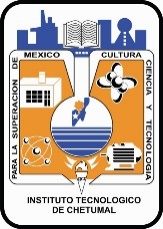 PARA LA SUPERACION DE MEXICO CULTURA CIENCIA Y TECNOLOGIA
INSTITUTO TECNOLOGICO
DE CHETUMAL